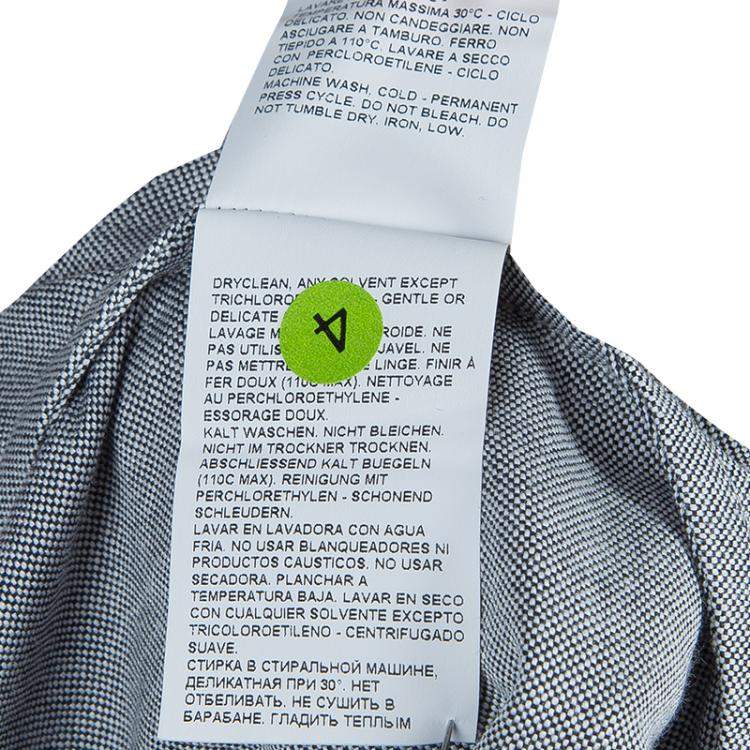 LAVARE
TEMPERATURA MASSIMA 30°C - CICLO
DELICATO. NON CANDEGGIARE. NON
ASCIUGARE A TAMBURO. FERRO
TIEPIDO A 110°C. LAVARE A SECCO
CON PERCLOROETILENE - CICLO
DELICATO.
MACHINE WASH, COLD - PERMANENT
PRESS CYCLE. DO NOT BLEACH. DO
NOT TUMBLE DRY. IRON, LOW.
DRYCLEAN, ANY SOLVENT EXCEPT
GENTLE OR
DELICATE
4
LAVAGE NE
PAS
PAS LINGE. FINIR À
FER DOUX (110C MAX). NETTOYAGE
AU PERCHLOROETHYLENE -
ESSORAGE DOUX.
KALT WASCHEN. NICHT BLEICHEN.
NICHT IM TROCKNER TROCKNEN.
ABSCHLIESSEND KALT BUEGELN
(110C MAX). REINIGUNG MIT
PERCHLORETHYLEN - SCHONEND
SCHLEUDERN.
LAVAR EN LAVADORA CON AGUA
FRIA. NO USAR BLANQUEADORES NI
PRODUCTOS CAUSTICOS. NO USAR
SECADORA. PLANCHAR A
TEMPERATURA BAJA. LAVAR EN SECO
CON CUALQUIER SOLVENTE EXCEPTO
TRICOLOROETILENO - CENTRIFUGADO
SUAVE.
СТИРКА В СТИРАЛЬНОЙ МАШИНЕ,
ДЕЛИКАТНАЯ ПРИ 30°. НЕТ
ОТБЕЛИВАТЬ. НЕ СУШИТЬ В
БАРАБАНЕ. ГЛАДИТЬ ТЕПЛЫМ